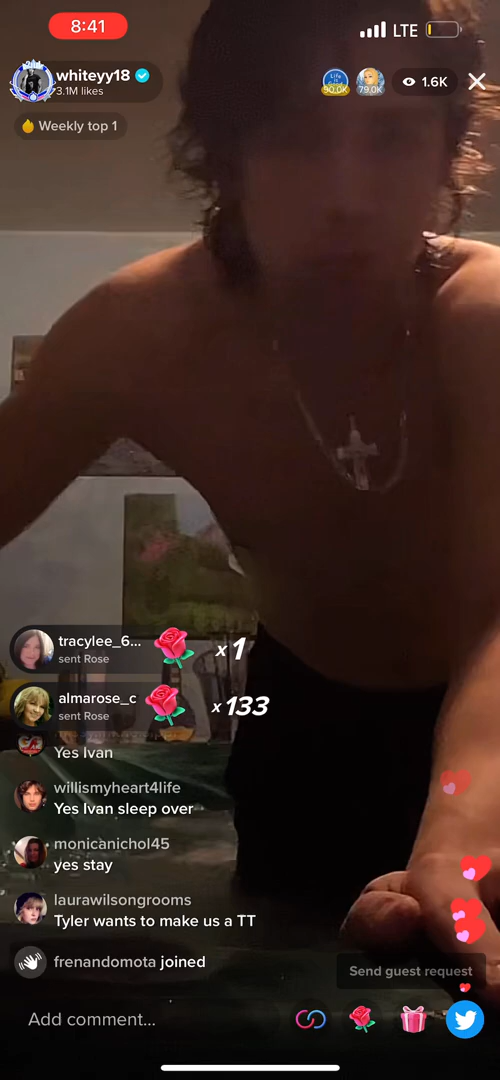 8:41
LTE
whiteyy18
3.1M likes
90.0K
79.0K
1.6K
Weekly top 1
tracylee_6...
sent Rose
x1
almarose_c
sent Rose
x133
Yes Ivan
willismyheart4life
Yes Ivan sleep over
monicanichol45
yes stay
laurawilsongrooms
Tyler wants to make us a TT
frenandomota joined
Send guest request
Add comment...